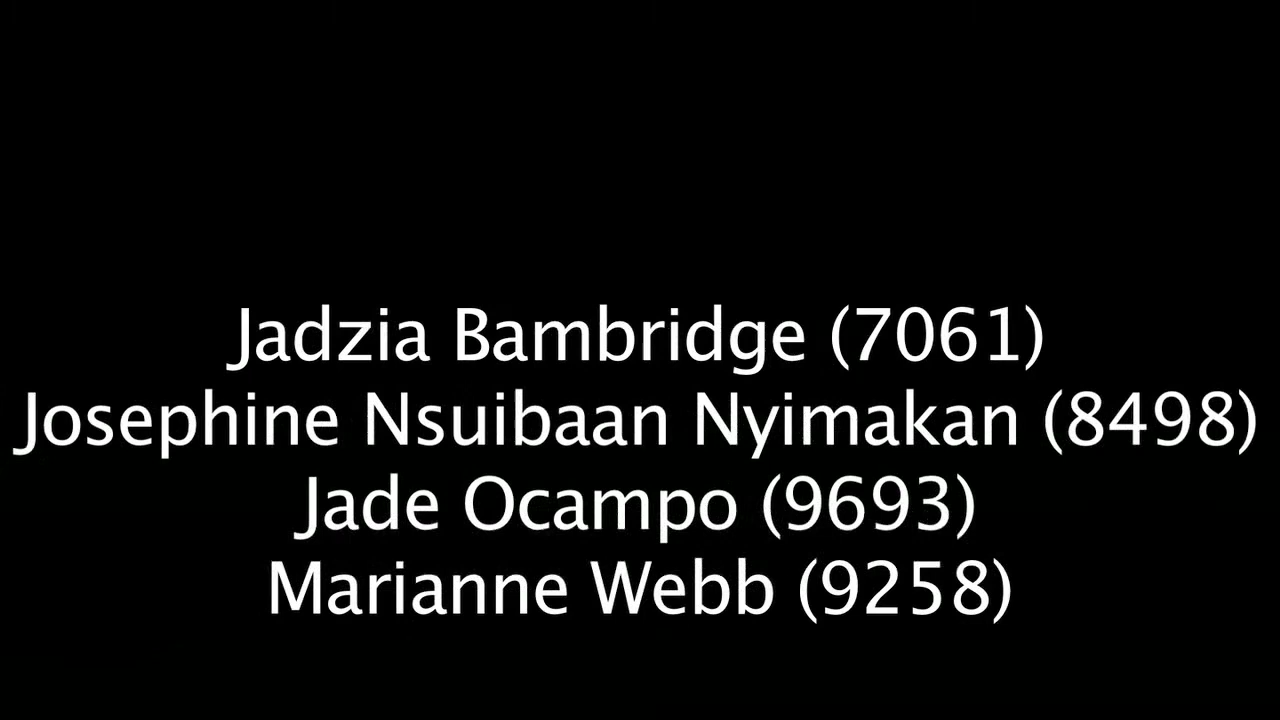 Jadzia Bambridge (7061)
Josephine Nsuibaan Nyimakan (8498)
Jade Ocampo (9693)
Marianne Webb (9258)